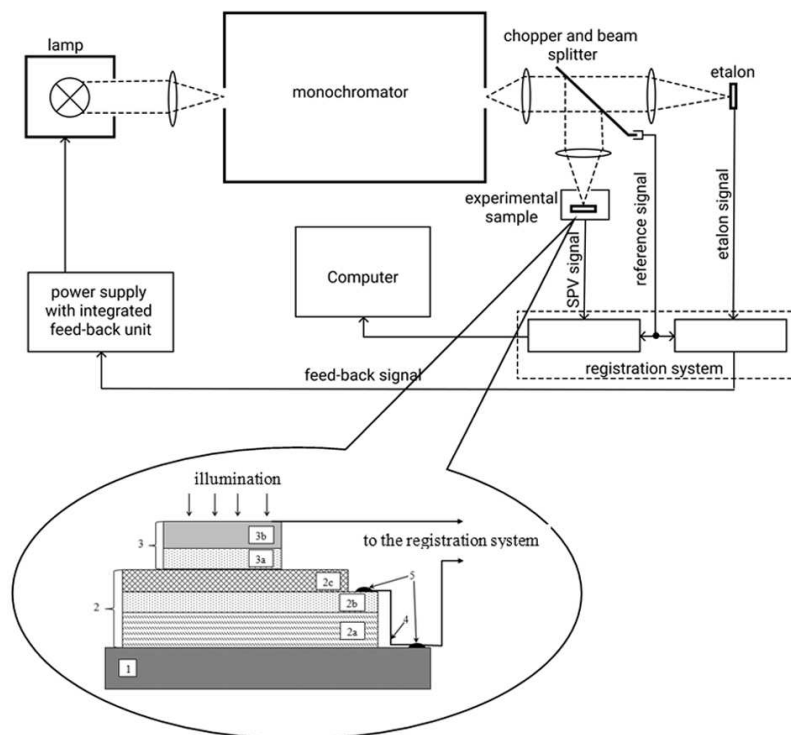 lamp
monochromator
chopper and beam
splitter
etalon
experimental
sample
SPV signal
reference signal
etalon signal
Computer
power supply
with integrated
feed-back unit
registration system
feed-back signal
illumination
3
3b
3a
to the registration system
2
2c
5
2b
2a
4
1